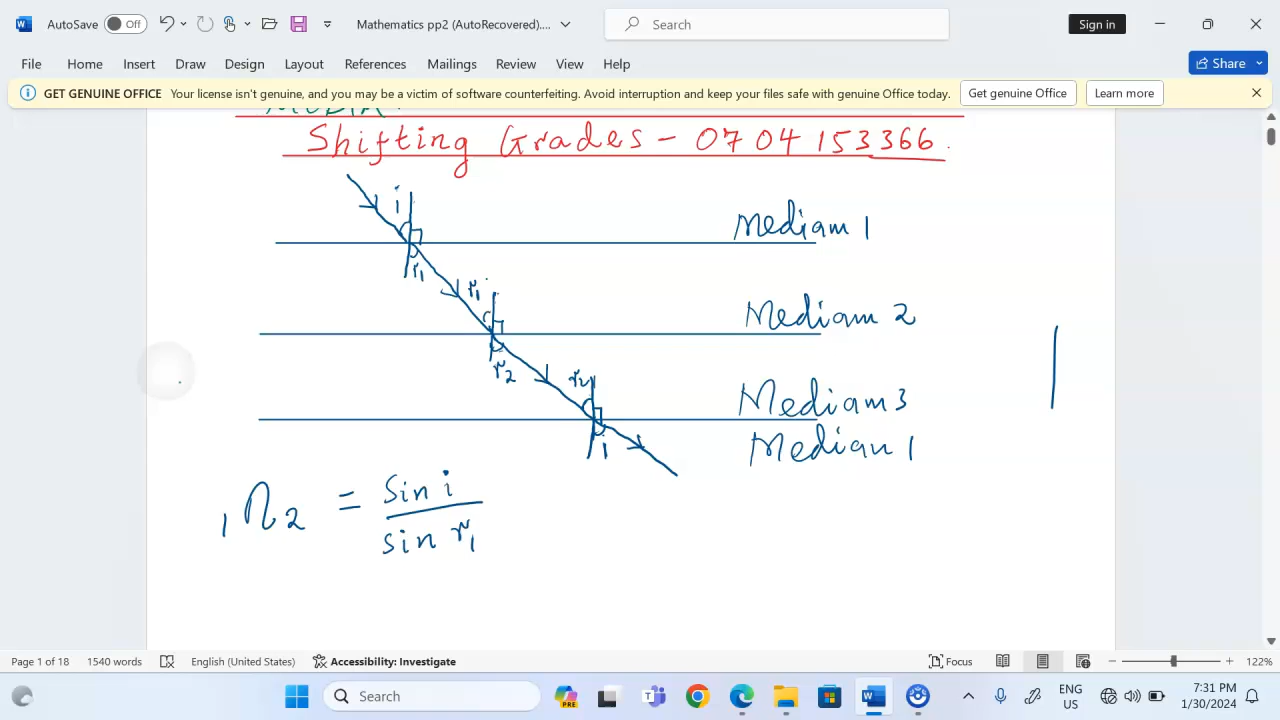 AutoSave Off Mathematics pp2 (AutoRecovered).... Search Sign in
File Home Insert Draw Design Layout References Mailings Review View Help Share
GET GENUINE OFFICE Your license isn't genuine, and you may be a victim of software counterfeiting. Avoid interruption and keep your files safe with genuine Office today. Get genuine Office Learn more
Shifting Grades - 0704 153366.
i
Mediam 1
r1
r1
Mediam 2
r2
r2
Mediam 3
i
Median 1
1n2 = sin i / sin r1
Page 1 of 18 1540 words English (United States) Accessibility: Investigate Focus 122%
Search PRE ENG US 7:31 PM 1/30/2024